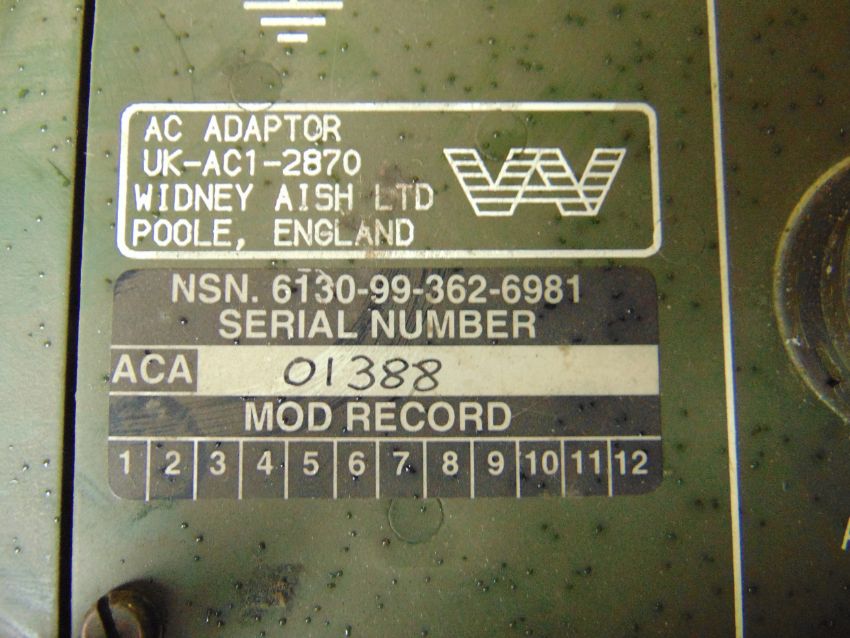 AC ADAPTOR
UK-AC1-2870
WIDNEY AISH LTD
POOLE, ENGLAND
NSN. 6130-99-362-6981
SERIAL NUMBER
ACA 01388
MOD RECORD
1 2 3 4 5 6 7 8 9 10 11 12